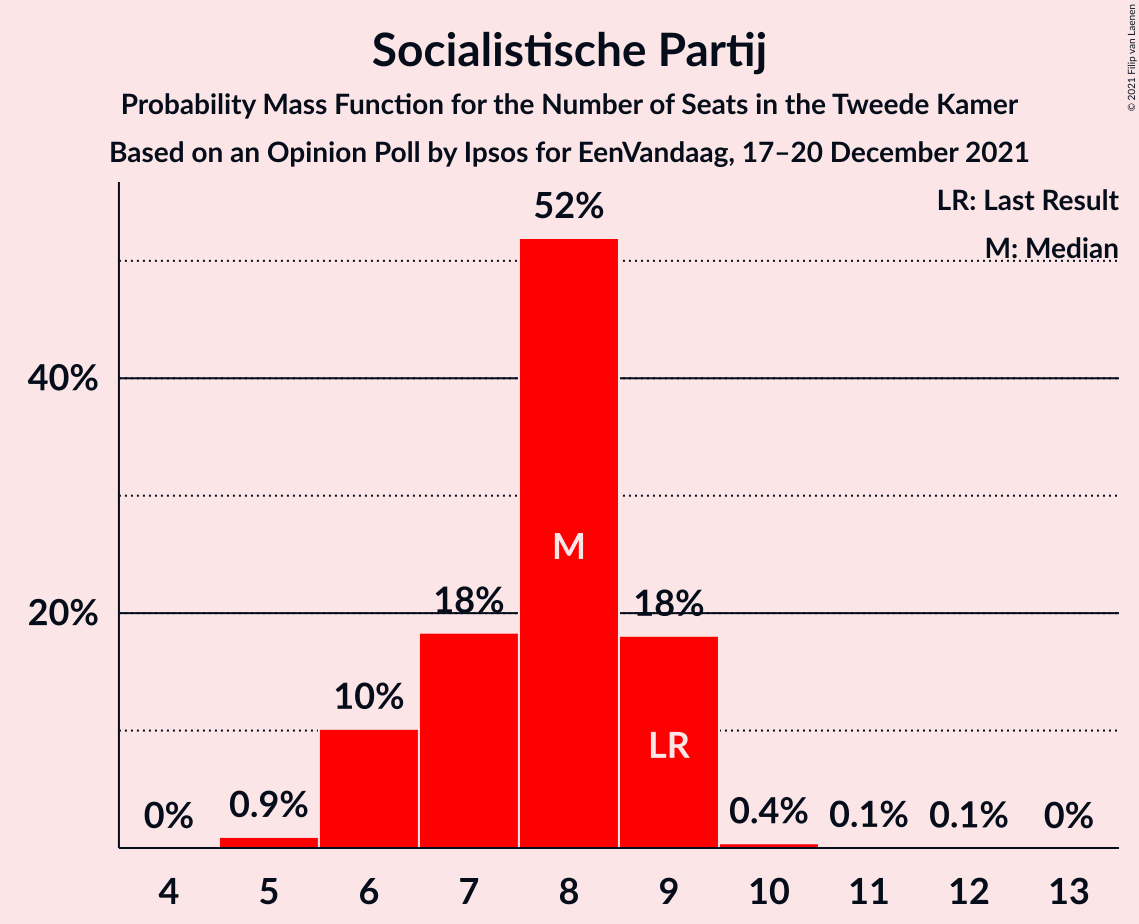 Socialistische Partij
Probability Mass Function for the Number of Seats in the Tweede Kamer
Based on an Opinion Poll by Ipsos for EenVandaag, 17–20 December 2021
© 2021 Filip van Laenen
LR: Last Result
M: Median
52%
40%
M
18%
18%
20%
10%
LR
0%
0.9%
0.4%
0.1%
0.1%
0%
4 5 6 7 8 9 10 11 12 13